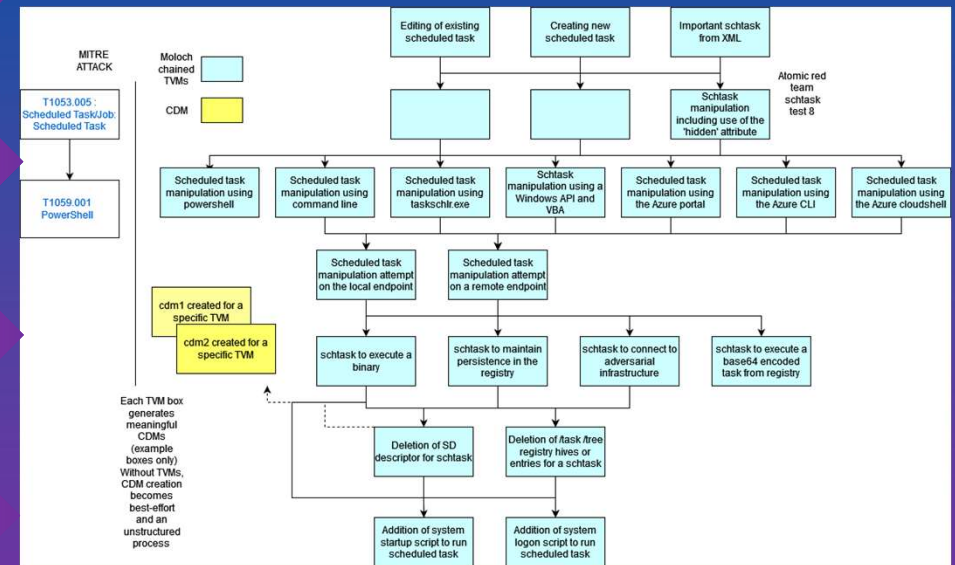 MITRE
ATTACK
T1053.005 :
Scheduled Task/Job:
Scheduled Task
T1059.001
PowerShell
Moloch
chained
TVMs
CDM
Editing of existing
scheduled task
Creating new
scheduled task
Important schtask
from XML
Schtask
manipulation
including use of the
'hidden' attribute
Atomic red
team
schtask
test 8
Scheduled task
manipulation using
powershell
Scheduled task
manipulation using
command line
Scheduled task
manipulation using
taskschlr.exe
Schtask
manipulation using a
Windows API and
VBA
Scheduled task
manipulation using
the Azure portal
Scheduled task
manipulation using
the Azure CLI
Scheduled task
manipulation using
the Azure cloudshell
Scheduled task
manipulation attempt
on the local endpoint
Scheduled task
manipulation attempt
on a remote endpoint
cdm1 created for a
specific TVM
cdm2 created for a
specific TVM
schtask to execute a
binary
schtask to maintain
persistence in the
registry
schtask to connect to
adversarial
infrastructure
schtask to execute a
base64 encoded
task from registry
Each TVM box
generates
meaningful
CDMs
(example
boxes only)
Without TVMs,
CDM creation
becomes
best-effort
and an
unstructured
process
Deletion of SD
descriptor for schtask
Deletion of /task /tree
registry hives or
entries for a schtask
Addition of system
startup script to run
scheduled task
Addition of system
logon script to run
scheduled task